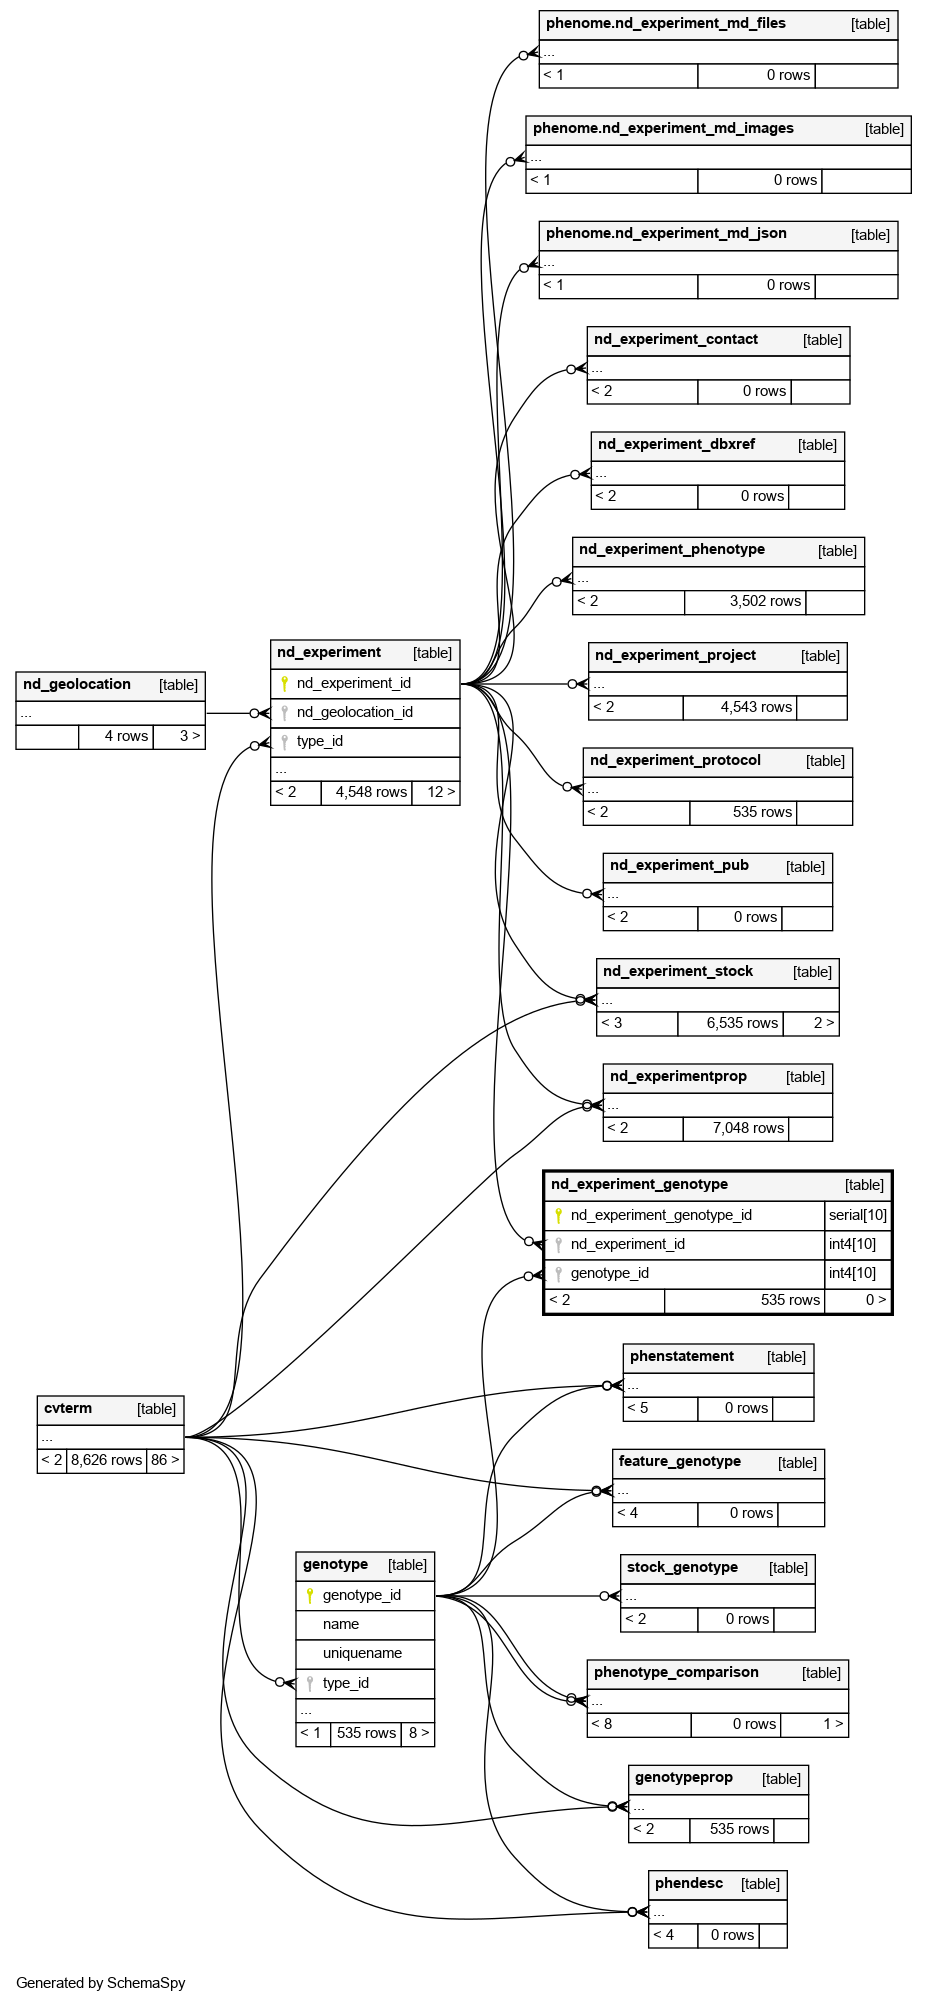 phenome.nd_experiment_md_files [table]
...
< 1 0 rows
phenome.nd_experiment_md_images [table]
...
< 1 0 rows
phenome.nd_experiment_md_json [table]
...
< 1 0 rows
nd_experiment_contact [table]
...
< 2 0 rows
nd_experiment_dbxref [table]
...
< 2 0 rows
nd_experiment_phenotype [table]
...
< 2 3,502 rows
nd_experiment_project [table]
...
< 2 4,543 rows
nd_geolocation [table]
...
4 rows 3 >
nd_experiment [table]
nd_experiment_id
nd_geolocation_id
type_id
...
< 2 4,548 rows 12 >
nd_experiment_protocol [table]
...
< 2 535 rows
nd_experiment_pub [table]
...
< 2 0 rows
nd_experiment_stock [table]
...
< 3 6,535 rows 2 >
nd_experimentprop [table]
...
< 2 7,048 rows
nd_experiment_genotype [table]
nd_experiment_genotype_id serial[10]
nd_experiment_id int4[10]
genotype_id int4[10]
< 2 535 rows 0 >
phenstatement [table]
...
< 5 0 rows
cvterm [table]
...
< 2 8,626 rows 86 >
feature_genotype [table]
...
< 4 0 rows
genotype [table]
genotype_id
name
uniquename
type_id
...
< 1 535 rows 8 >
stock_genotype [table]
...
< 2 0 rows
phenotype_comparison [table]
...
< 8 0 rows 1 >
genotypeprop [table]
...
< 2 535 rows
phendesc [table]
...
< 4 0 rows
Generated by SchemaSpy